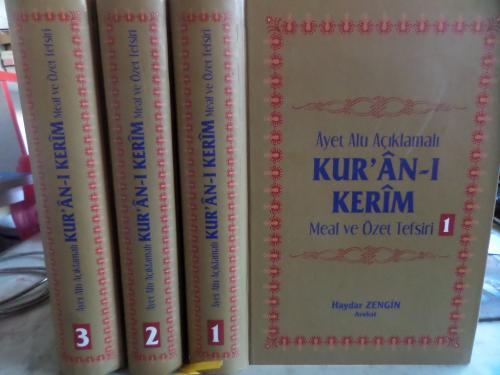 Âyet Altı Açıklamalı KUR'ÂN-I KERÎM Meal ve Özet Tefsiri
3
Âyet Altı Açıklamalı KUR'ÂN-I KERÎM Meal ve Özet Tefsiri
2
Âyet Altı Açıklamalı KUR'ÂN-I KERÎM Meal ve Özet Tefsiri
1
Âyet Altı Açıklamalı
KUR'ÂN-I
KERÎM
Meal ve Özet Tefsiri 1
Haydar ZENGİN
Avukat